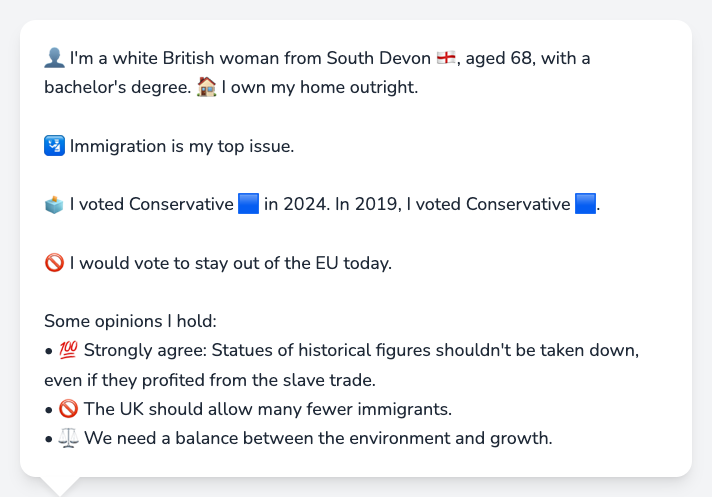 👤 I'm a white British woman from South Devon 🏴󠁧󠁢󠁥󠁮󠁧󠁿, aged 68, with a
bachelor's degree. 🏠 I own my home outright.
🛂 Immigration is my top issue.
🗳️ I voted Conservative 🟦 in 2024. In 2019, I voted Conservative 🟦.
🚫 I would vote to stay out of the EU today.
Some opinions I hold:
• 💯 Strongly agree: Statues of historical figures shouldn't be taken down,
even if they profited from the slave trade.
• 🚫 The UK should allow many fewer immigrants.
• ⚖️ We need a balance between the environment and growth.